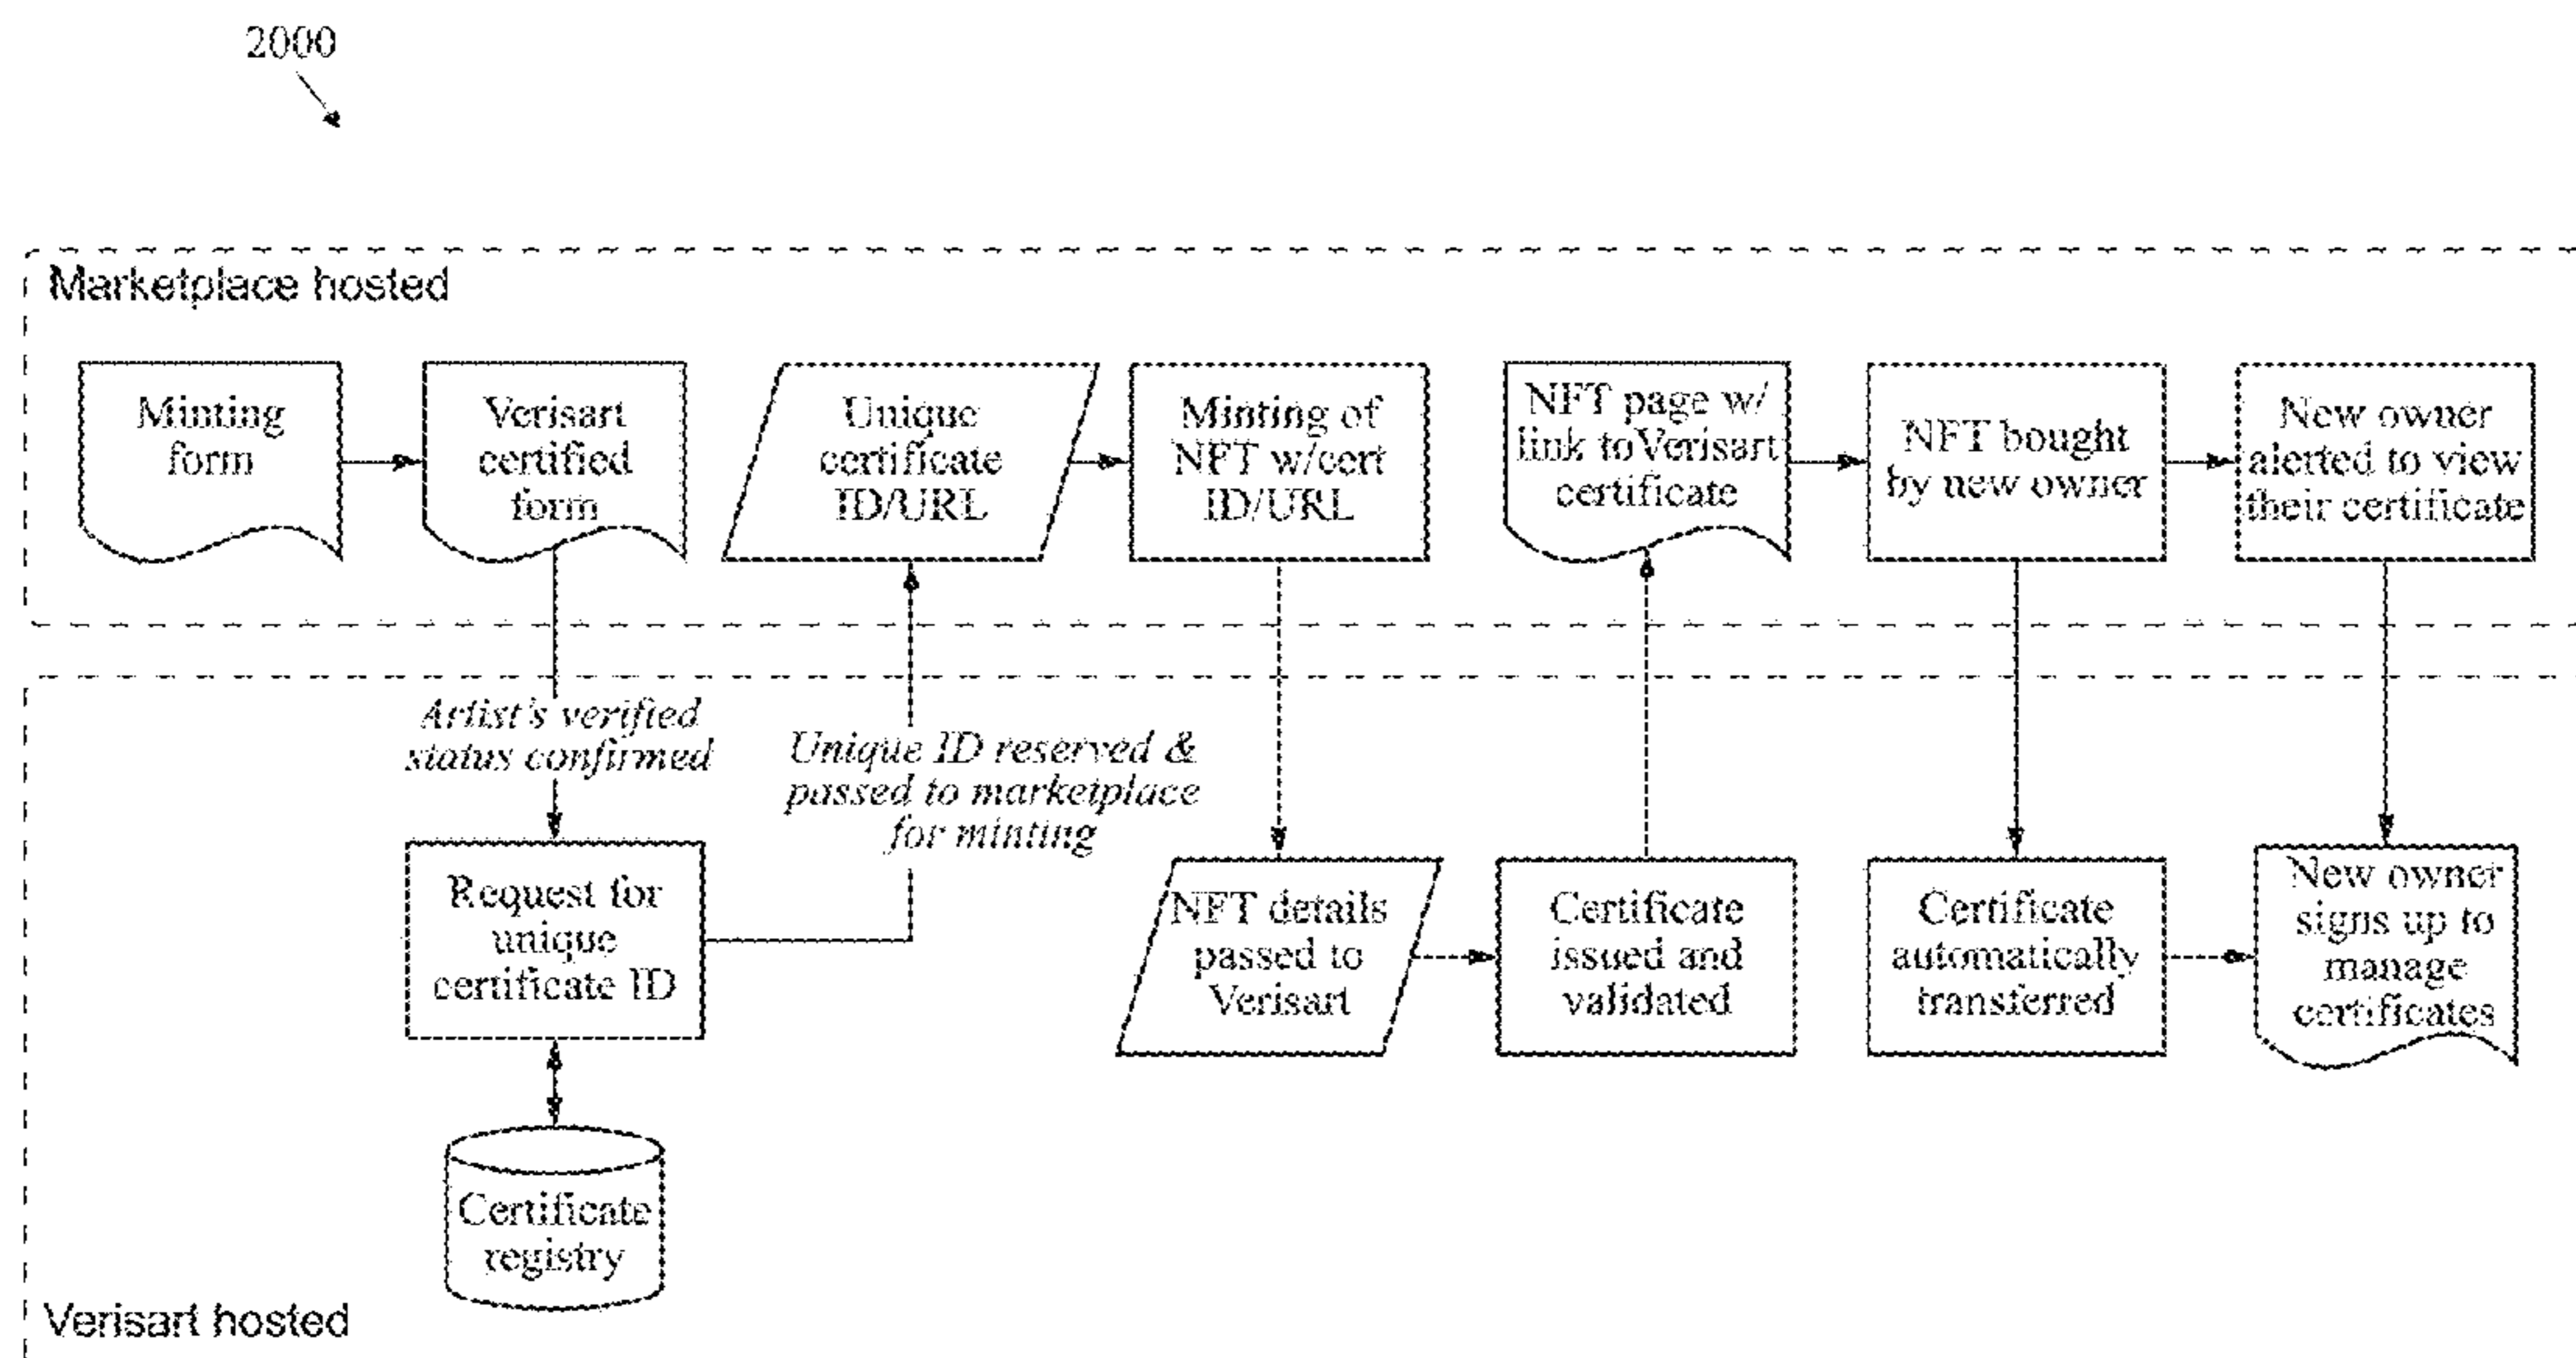 2000
Marketplace hosted
Minting
form
Verisart
certified
form
Unique
certificate
ID/URL
Minting of
NFT w/cert
ID/URL
NFT page w/
link toVerisart
certificate
NFT bought
by new owner
New owner
alerted to view
their certificate
Artist's verified
status confirmed
Unique ID reserved &
passed to marketplace
for minting
Request for
unique
certificate ID
NFT details
passed to
Verisart
Certificate
issued and
validated
Certificate
automatically
transferred
New owner
signs up to
manage
certificates
Certificate
registry
Verisart hosted